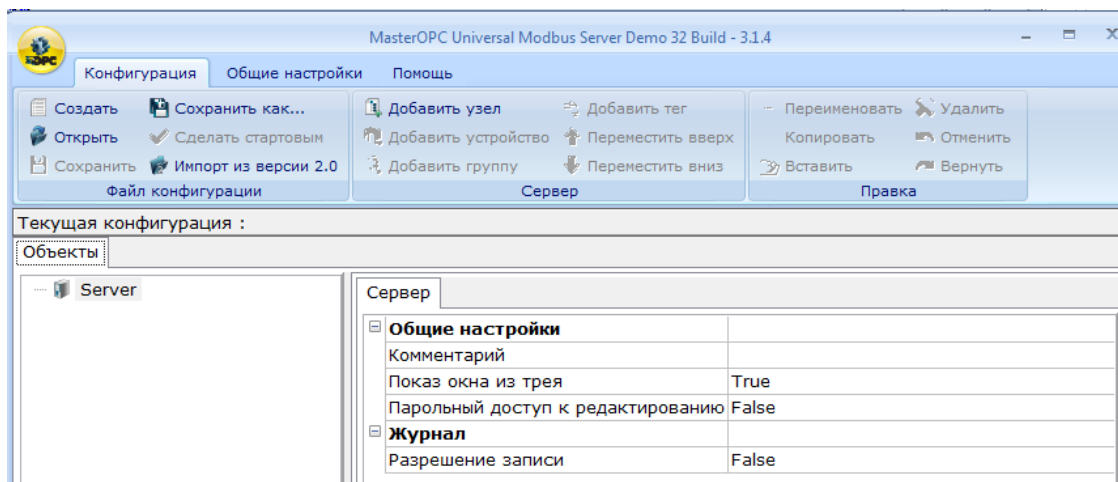 MasterOPC Universal Modbus Server Demo 32 Build - 3.1.4
Конфигурация Общие настройки Помощь
Создать Сохранить как... Добавить узел Добавить тег Переименовать Удалить
Открыть Сделать стартовым Добавить устройство Переместить вверх Копировать Отменить
Сохранить Импорт из версии 2.0 Добавить группу Переместить вниз Вставить Вернуть
Файл конфигурации Сервер Правка
Текущая конфигурация :
Объекты
Server Сервер
Общие настройки
Комментарий
Показ окна из трея True
Парольный доступ к редактированию False
Журнал
Разрешение записи False